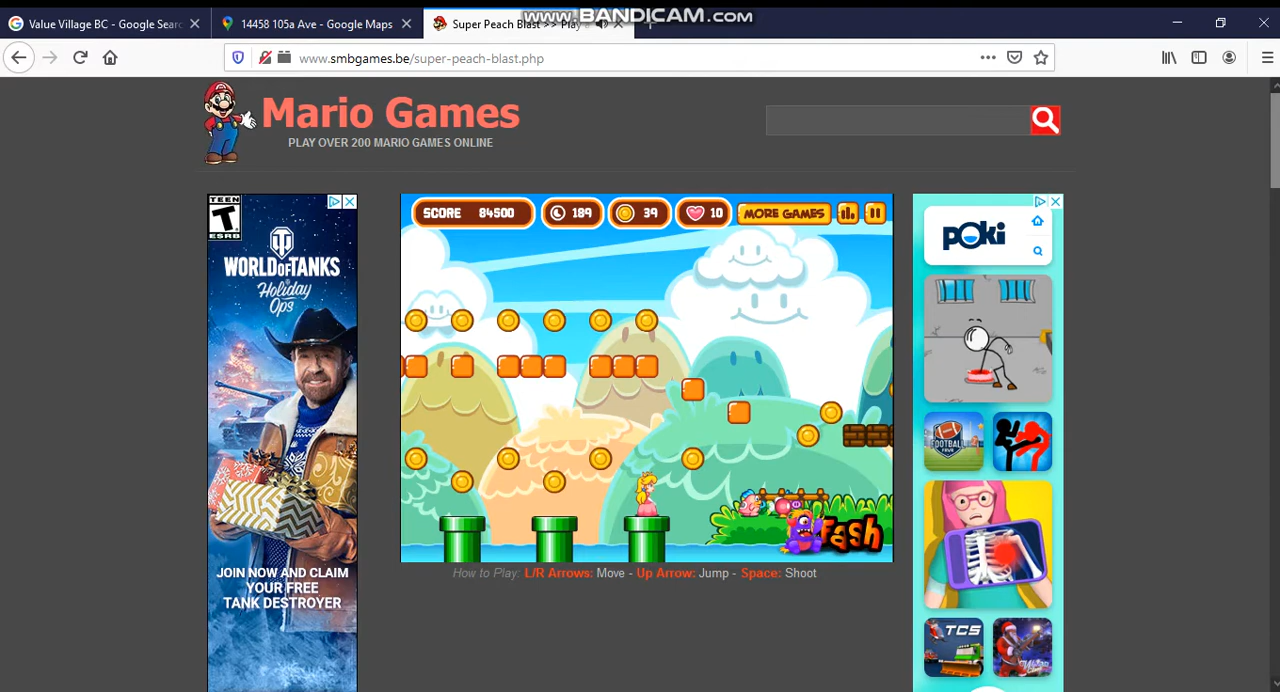 www.BANDICAM.com
Value Village BC - Google Searc
14458 105a Ave - Google Maps
Super Peach Blast >> Play
www.smbgames.be/super-peach-blast.php
Mario Games
PLAY OVER 200 MARIO GAMES ONLINE
TEEN
T
ESRB
WORLD OF TANKS
Holiday
Ops
JOIN NOW AND CLAIM
YOUR FREE
TANK DESTROYER
SCORE 84500
189
39
10
MORE GAMES
Fash
How to Play: L/R Arrows: Move - Up Arrow: Jump - Space: Shoot
POKI
FOOTBALL
FIVE
TCS